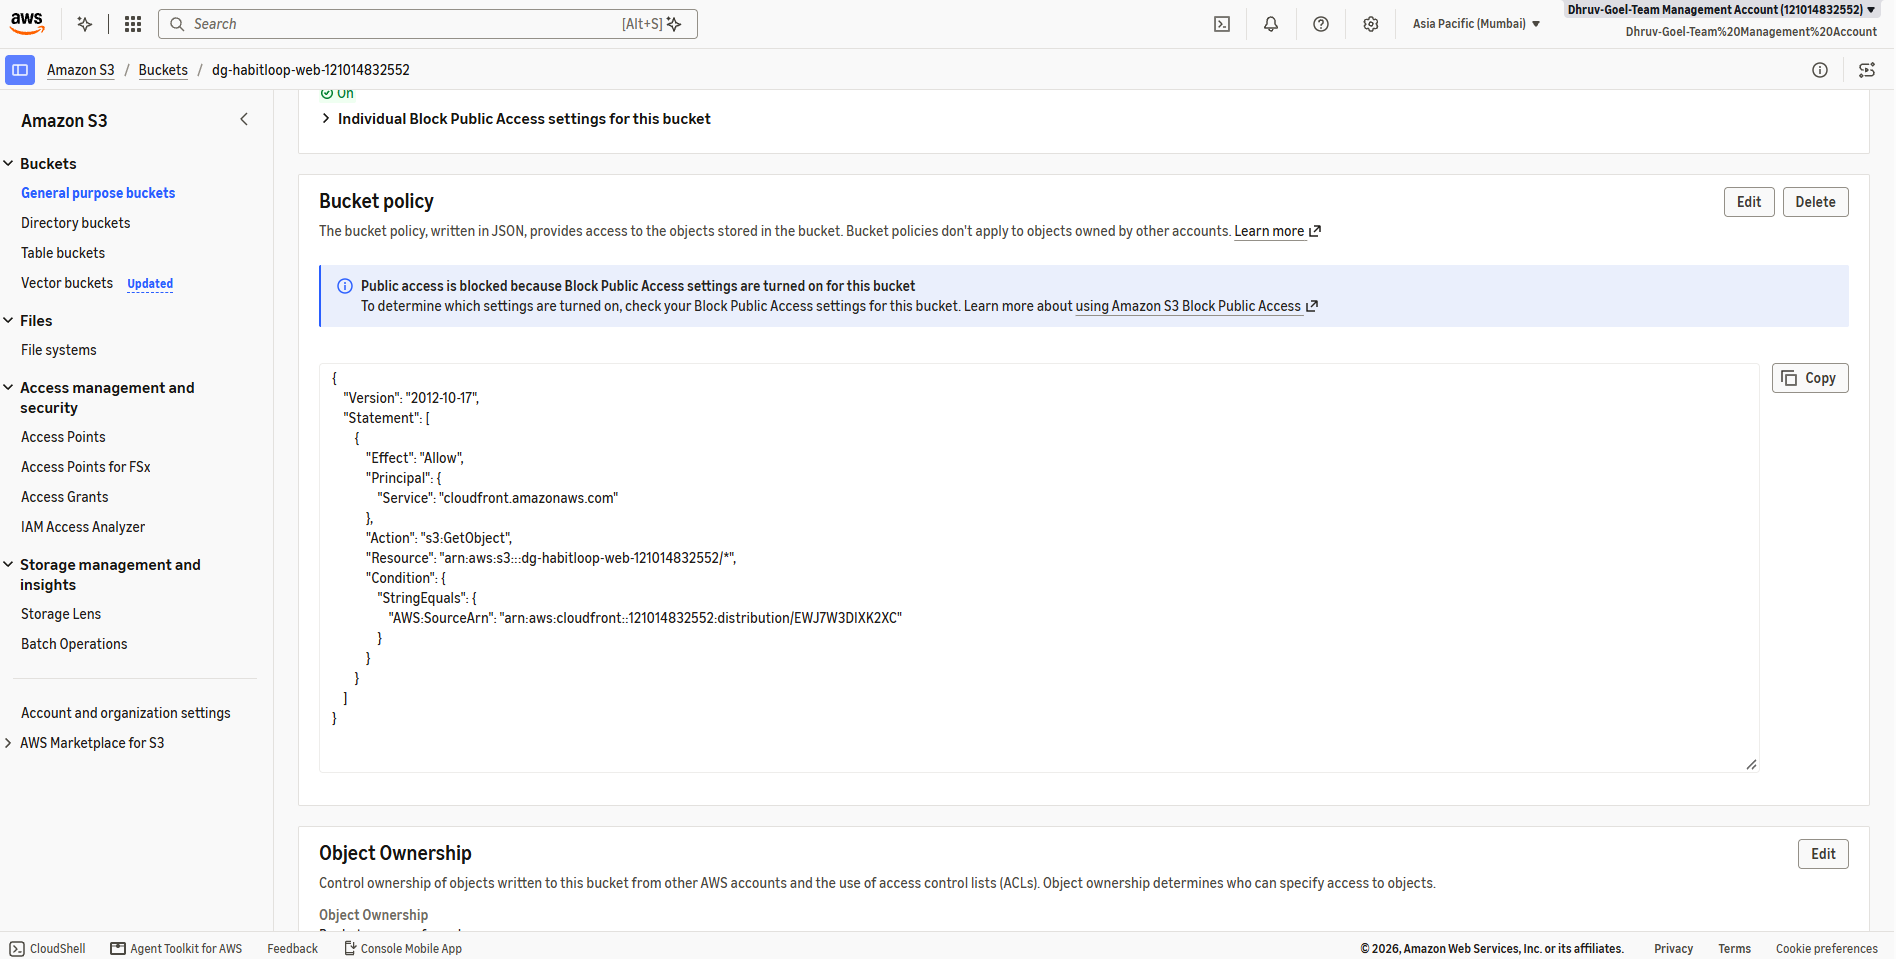 aws
Search
[Alt+S]
Asia Pacific (Mumbai)
Dhruv-Goel-Team Management Account (121014832552)
Dhruv-Goel-Team%20Management%20Account
Amazon S3 / Buckets / dg-habitloop-web-121014832552
Amazon S3
Buckets
General purpose buckets
Directory buckets
Table buckets
Vector buckets Updated
Files
File systems
Access management and
security
Access Points
Access Points for FSx
Access Grants
IAM Access Analyzer
Storage management and
insights
Storage Lens
Batch Operations
Account and organization settings
AWS Marketplace for S3
On
Individual Block Public Access settings for this bucket
Bucket policy
Edit
Delete
The bucket policy, written in JSON, provides access to the objects stored in the bucket. Bucket policies don't apply to objects owned by other accounts. Learn more
Public access is blocked because Block Public Access settings are turned on for this bucket
To determine which settings are turned on, check your Block Public Access settings for this bucket. Learn more about using Amazon S3 Block Public Access
Copy
{
"Version": "2012-10-17",
"Statement": [
{
"Effect": "Allow",
"Principal": {
"Service": "cloudfront.amazonaws.com"
},
"Action": "s3:GetObject",
"Resource": "arn:aws:s3:::dg-habitloop-web-121014832552/*",
"Condition": {
"StringEquals": {
"AWS:SourceArn": "arn:aws:cloudfront::121014832552:distribution/EWJ7W3DIXK2XC"
}
}
}
]
}
Object Ownership
Edit
Control ownership of objects written to this bucket from other AWS accounts and the use of access control lists (ACLs). Object ownership determines who can specify access to objects.
Object Ownership
CloudShell
Agent Toolkit for AWS
Feedback
Console Mobile App
© 2026, Amazon Web Services, Inc. or its affiliates.
Privacy
Terms
Cookie preferences